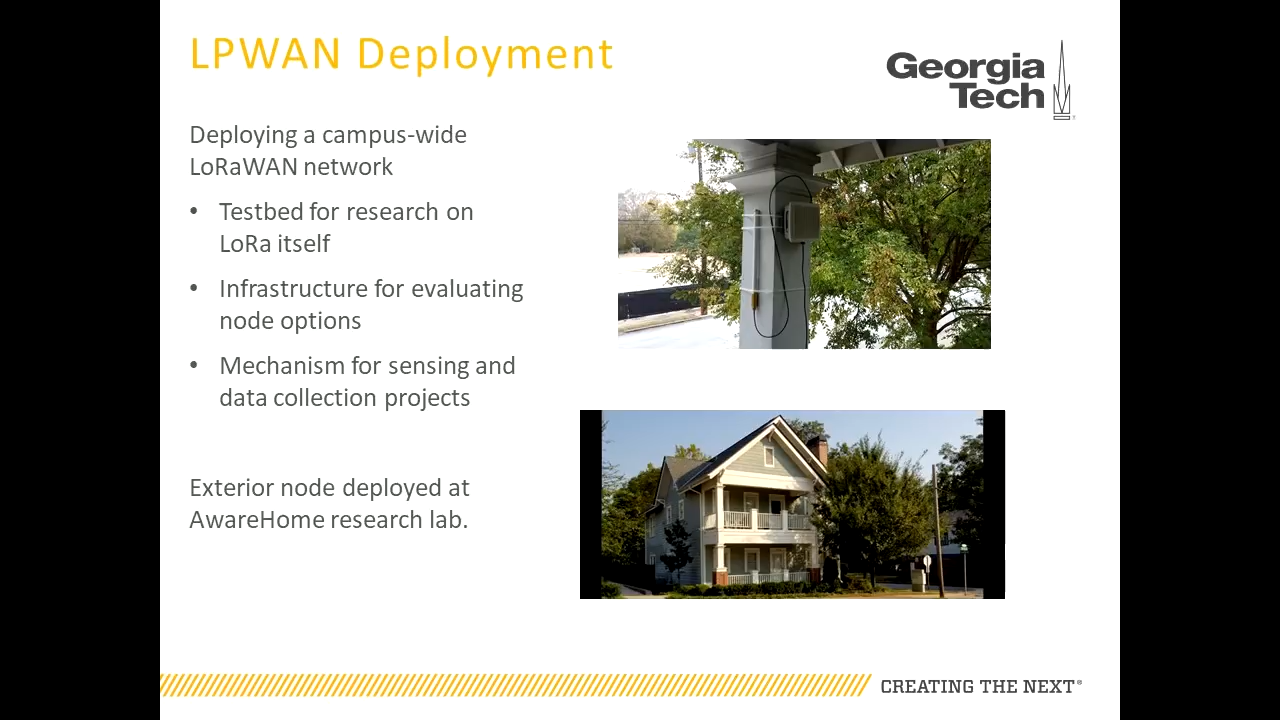 LPWAN Deployment
Georgia
Tech
Deploying a campus-wide
LoRaWAN network
• Testbed for research on
LoRa itself
• Infrastructure for evaluating
node options
• Mechanism for sensing and
data collection projects
Exterior node deployed at
AwareHome research lab.
CREATING THE NEXT®